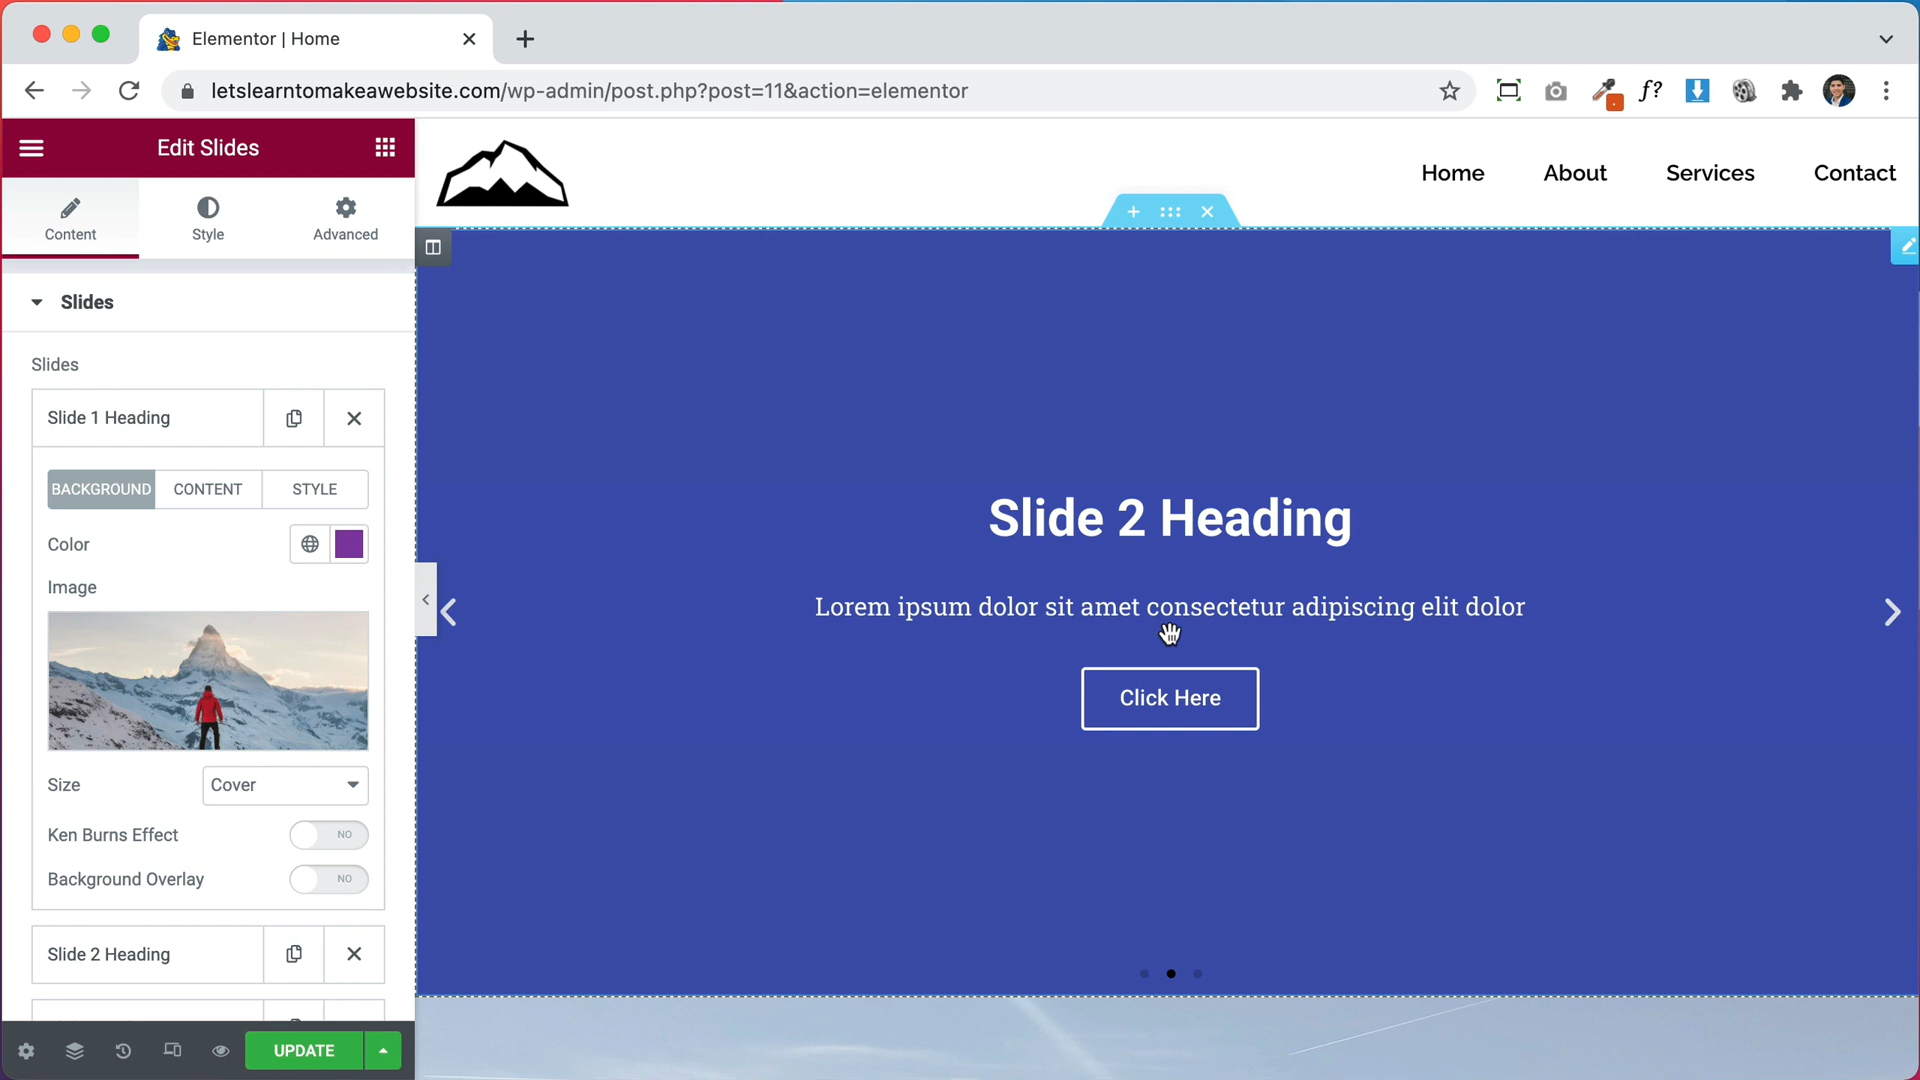 Elementor | Home
letslearntomakeawebsite.com/wp-admin/post.php?post=11&action=elementor
f?
Edit Slides
Home
About
Services
Contact
Content
Style
Advanced
Slides
Slides
Slide 1 Heading
BACKGROUND
CONTENT
STYLE
Color
Image
Size
Cover
Ken Burns Effect
NO
Background Overlay
NO
Slide 2 Heading
UPDATE
Slide 2 Heading
Lorem ipsum dolor sit amet consectetur adipiscing elit dolor
Click Here